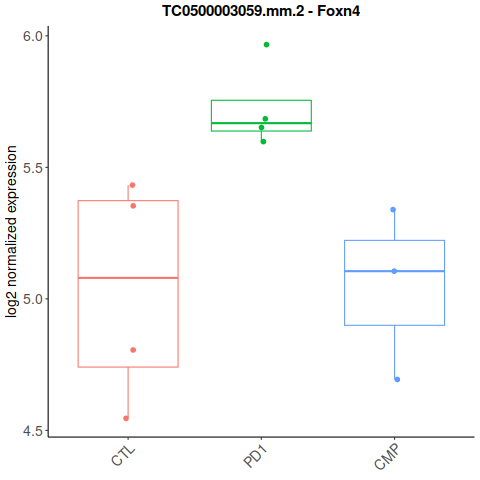 TC0500003059.mm.2 - Foxn4
log2 normalized expression
6.0
5.5
5.0
4.5
CTL
PD1
CMP